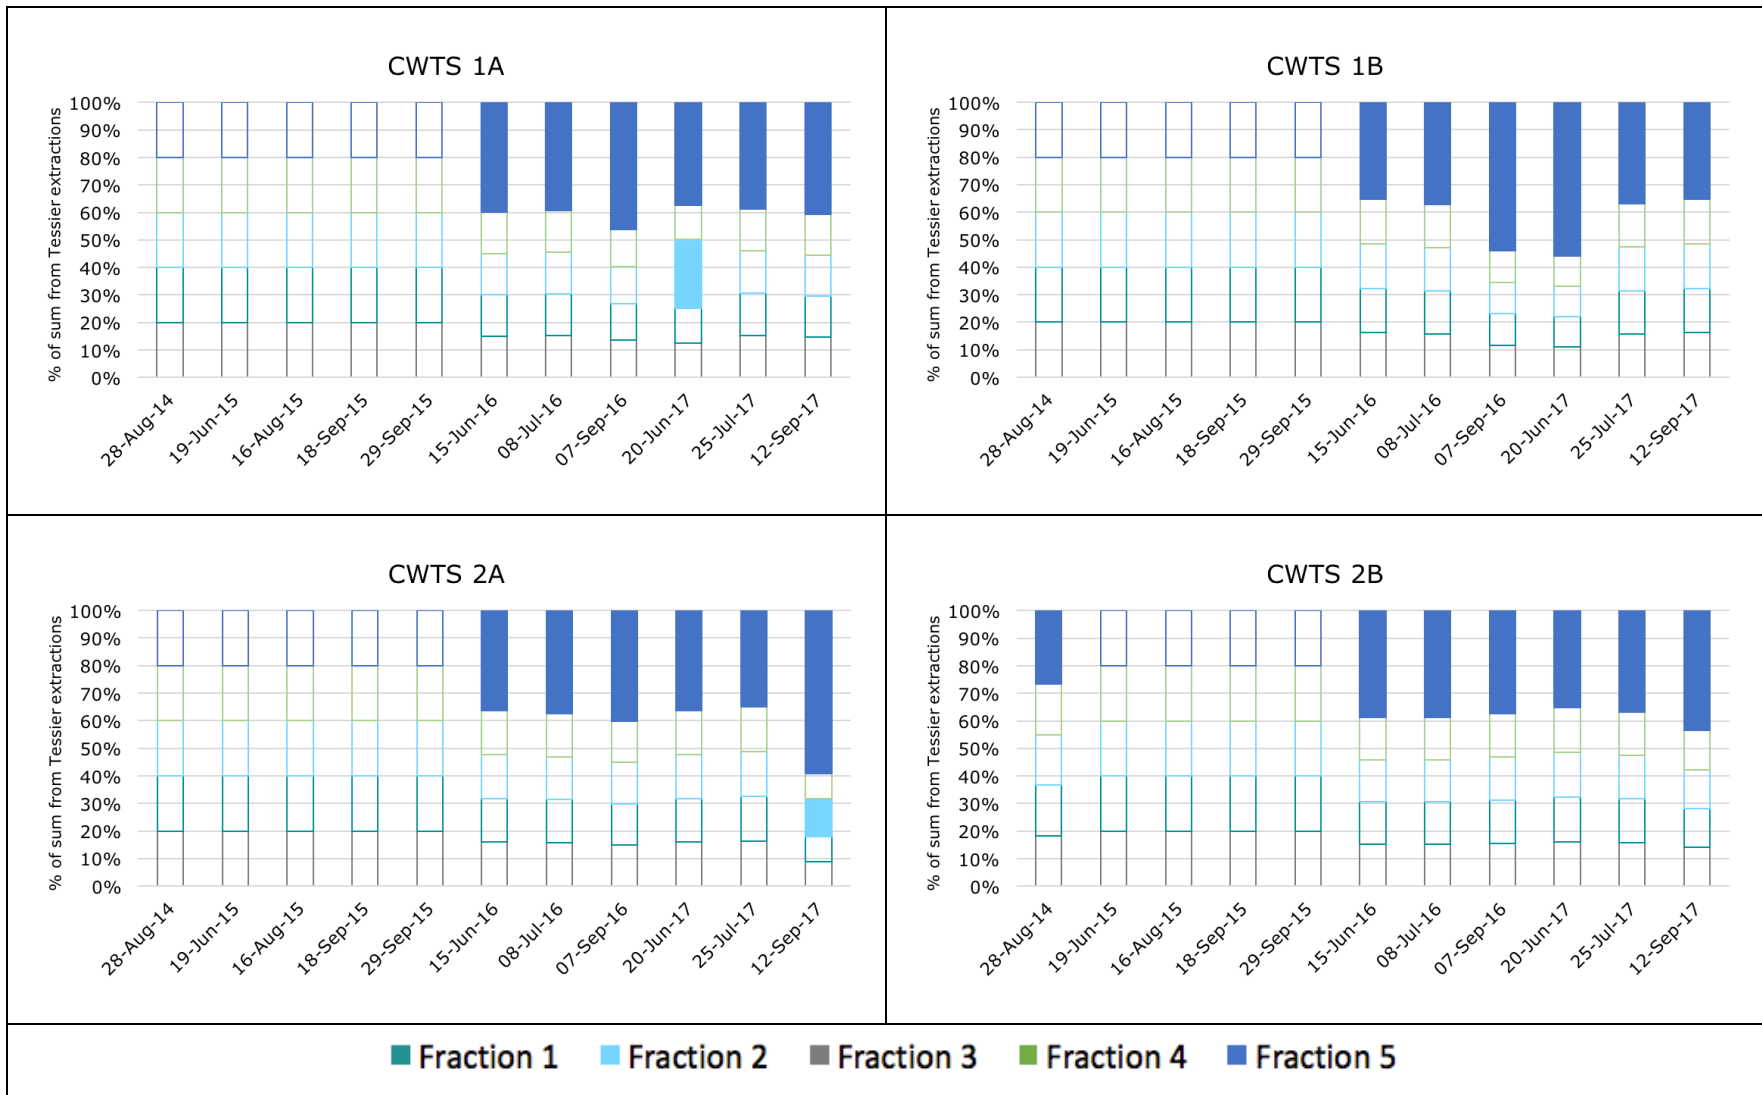 CWTS 1A
% of sum from Tessier extractions
100%
90%
80%
70%
60%
50%
40%
30%
20%
10%
0%
28-Aug-14
19-Jun-15
16-Aug-15
18-Sep-15
29-Sep-15
15-Jun-16
08-Jul-16
07-Sep-16
20-Jun-17
25-Jul-17
12-Sep-17
CWTS 1B
% of sum from Tessier extractions
100%
90%
80%
70%
60%
50%
40%
30%
20%
10%
0%
28-Aug-14
19-Jun-15
16-Aug-15
18-Sep-15
29-Sep-15
15-Jun-16
08-Jul-16
07-Sep-16
20-Jun-17
25-Jul-17
12-Sep-17
CWTS 2A
% of sum from Tessier extractions
100%
90%
80%
70%
60%
50%
40%
30%
20%
10%
0%
28-Aug-14
19-Jun-15
16-Aug-15
18-Sep-15
29-Sep-15
15-Jun-16
08-Jul-16
07-Sep-16
20-Jun-17
25-Jul-17
12-Sep-17
CWTS 2B
% of sum from Tessier extractions
100%
90%
80%
70%
60%
50%
40%
30%
20%
10%
0%
28-Aug-14
19-Jun-15
16-Aug-15
18-Sep-15
29-Sep-15
15-Jun-16
08-Jul-16
07-Sep-16
20-Jun-17
25-Jul-17
12-Sep-17
Fraction 1 Fraction 2 Fraction 3 Fraction 4 Fraction 5